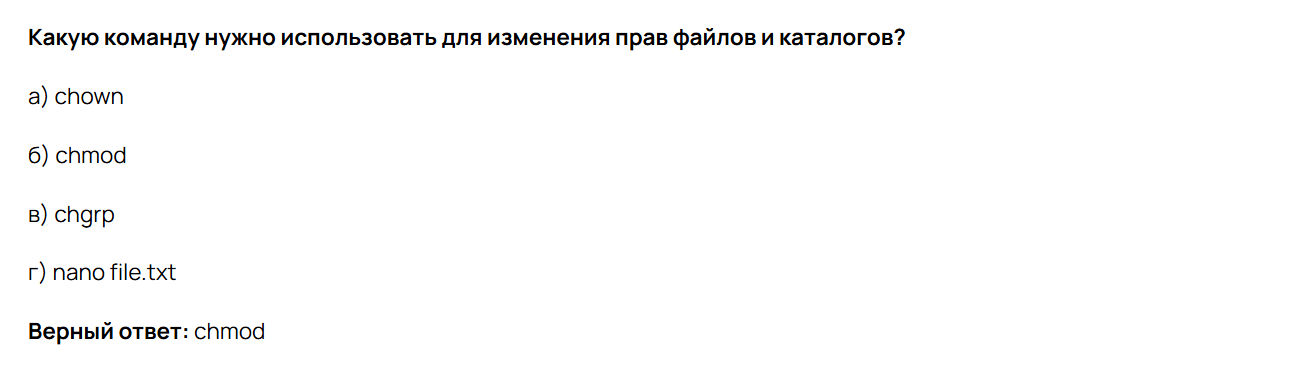 Какую команду нужно использовать для изменения прав файлов и каталогов?
а) chown
б) chmod
в) chgrp
г) nano file.txt
Верный ответ: chmod